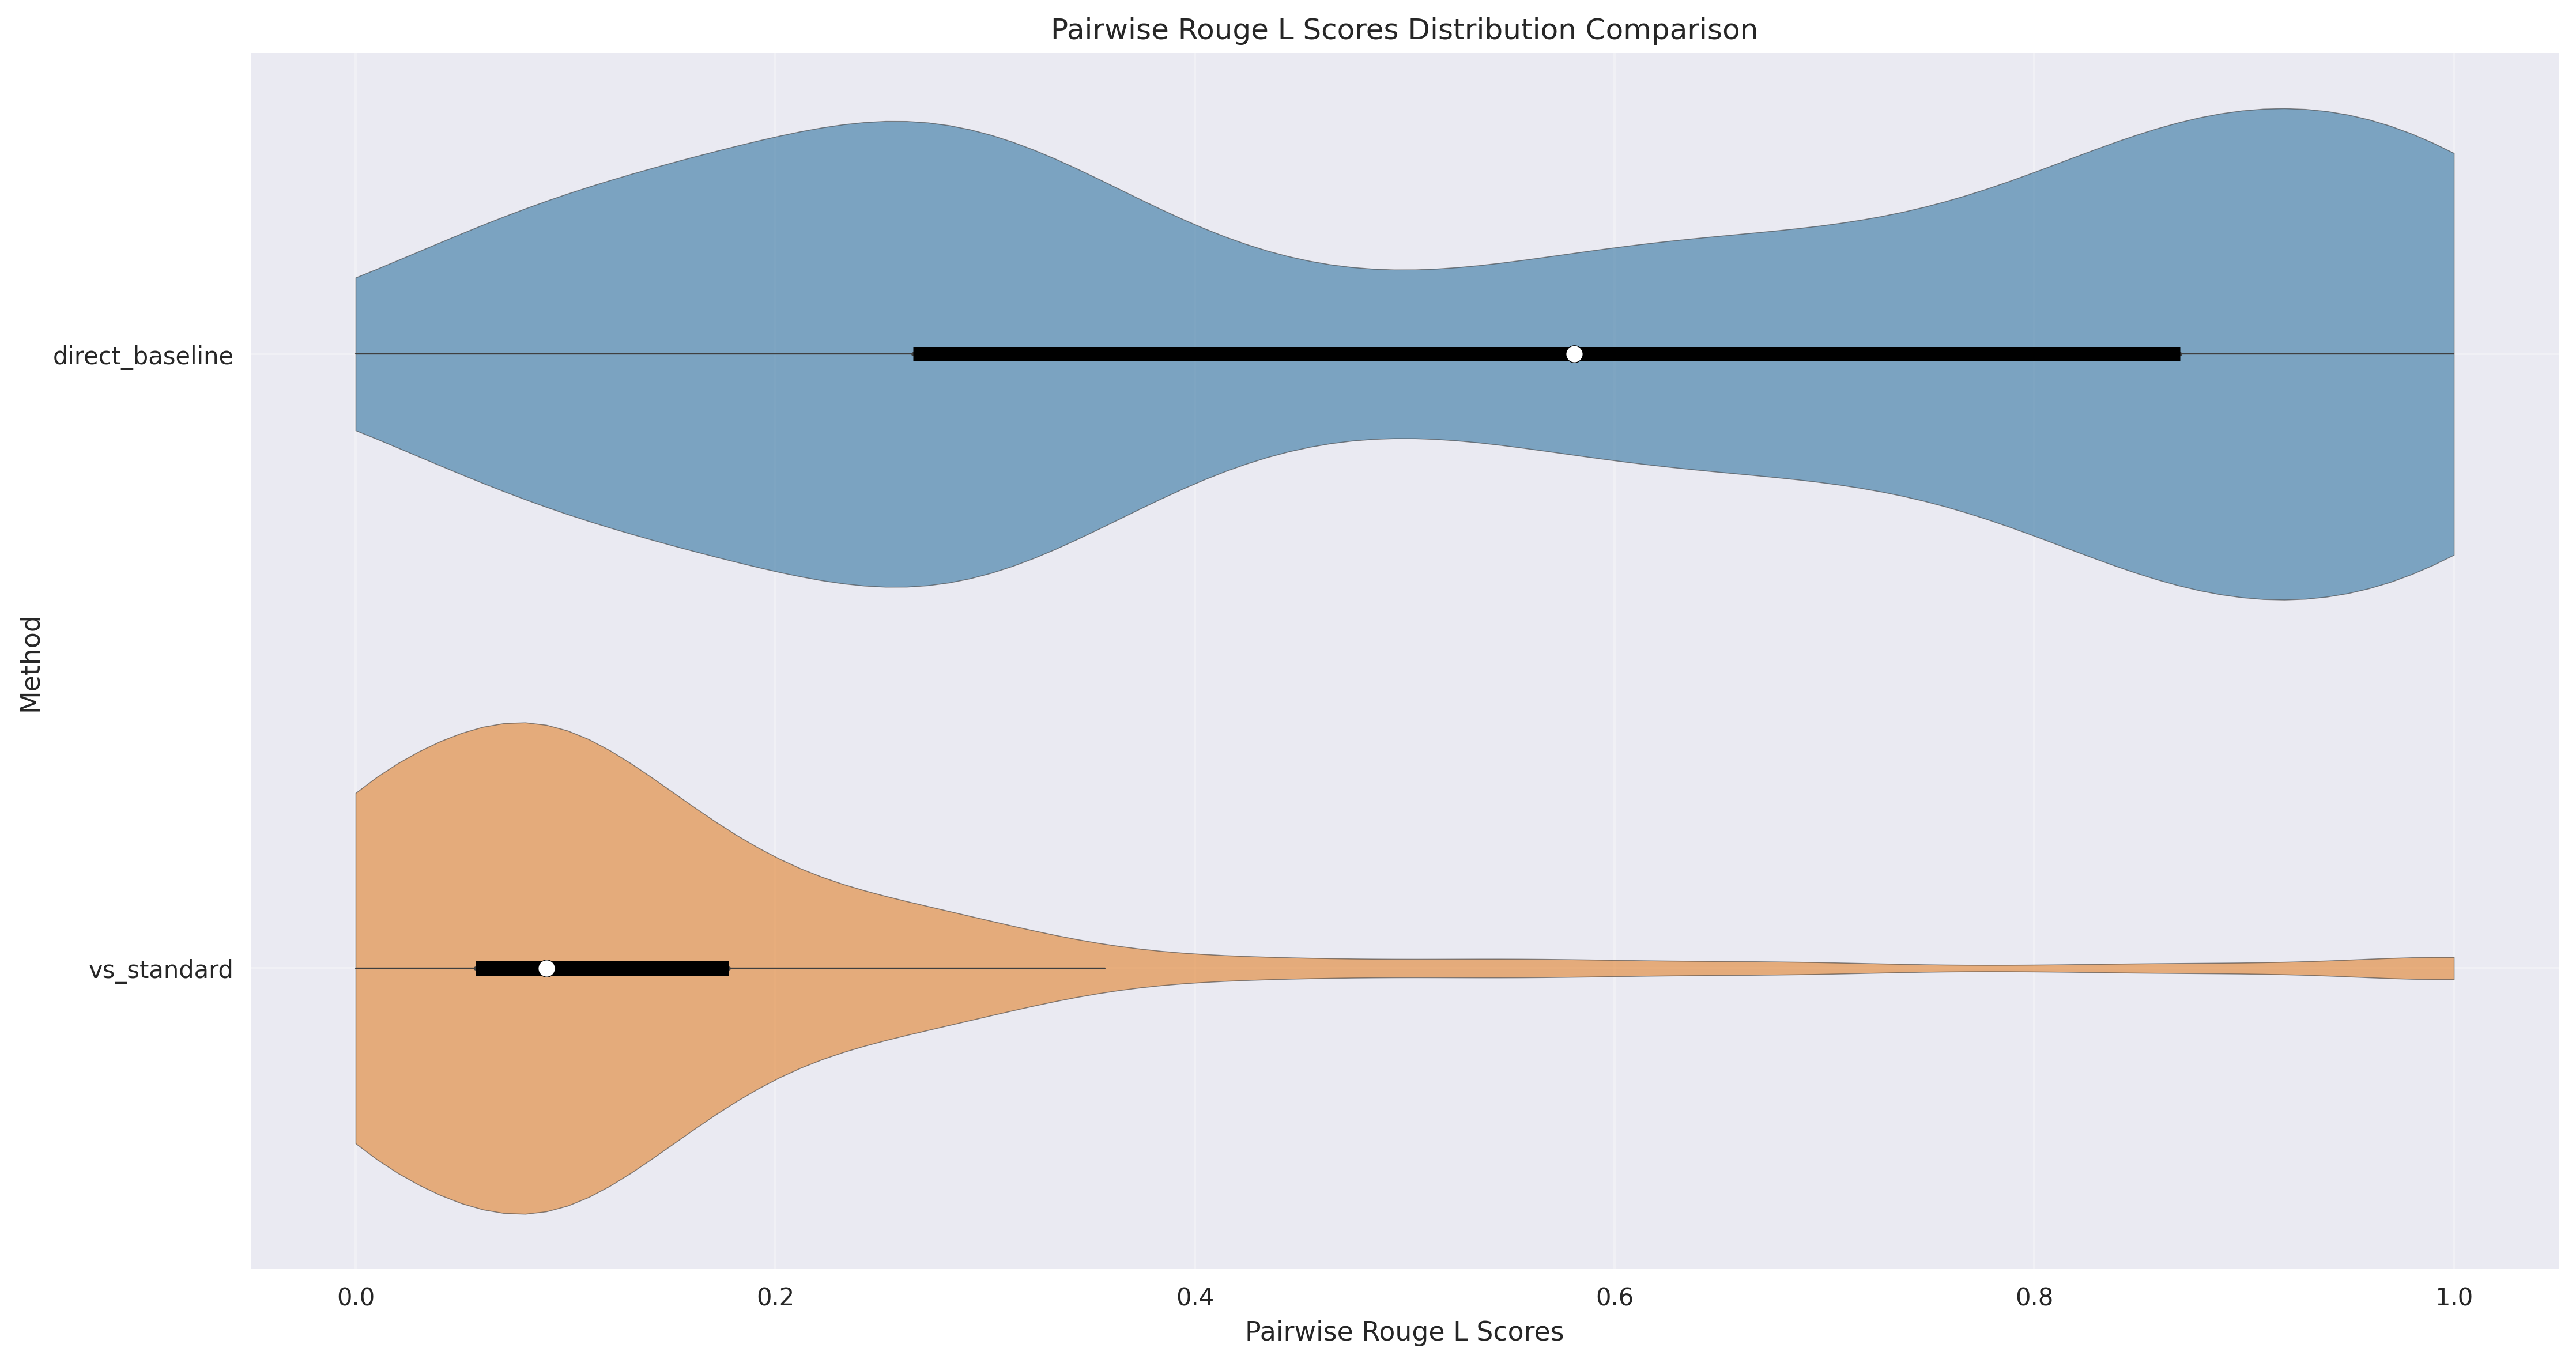 Pairwise Rouge L Scores Distribution Comparison
Method
direct_baseline
vs_standard
0.0 0.2 0.4 0.6 0.8 1.0
Pairwise Rouge L Scores